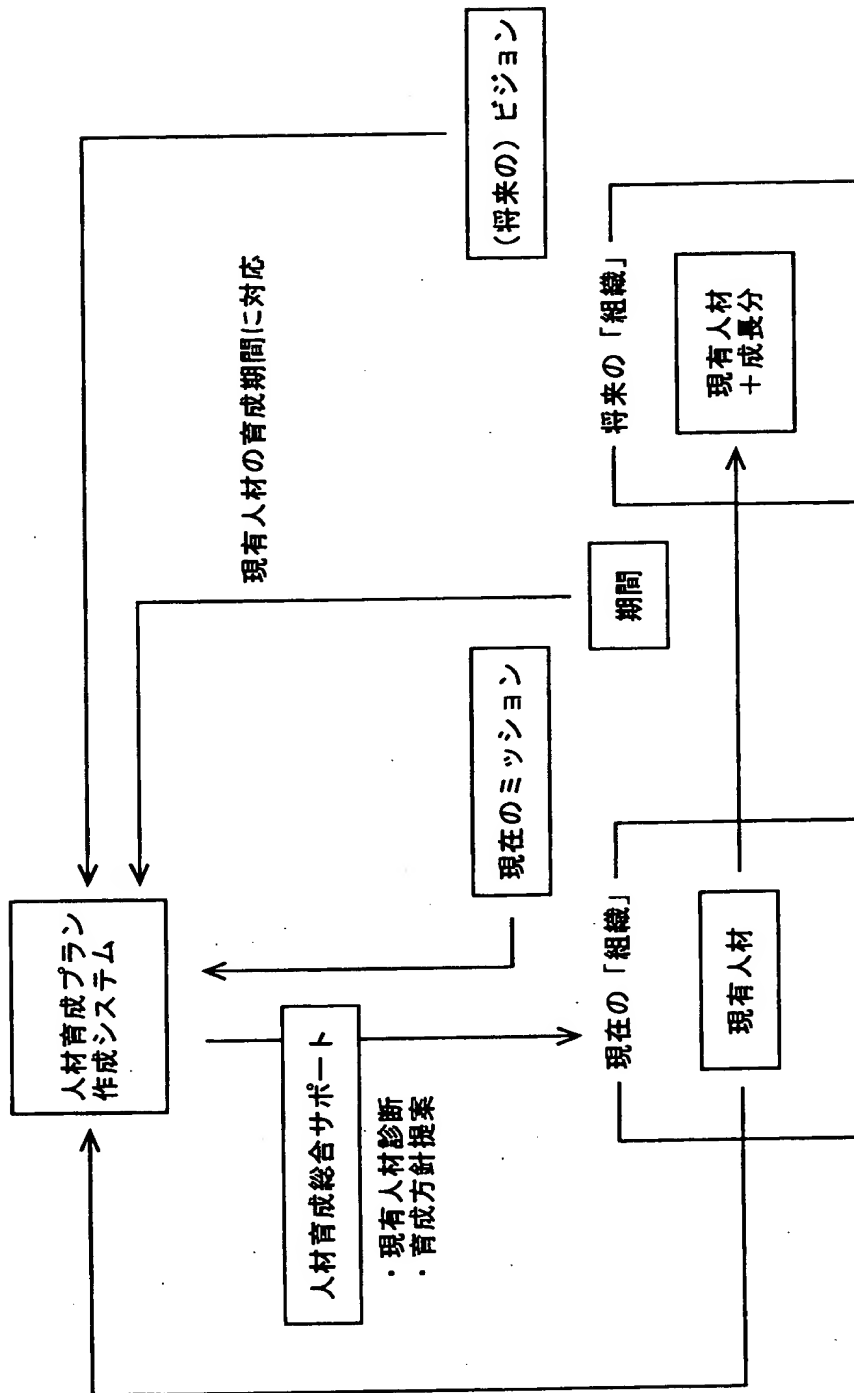 人材育成プラン
作成システム
人材育成総合サポート
・現有人材診断
・育成方針提案
現有人材の育成期間に対応
現在のミッション
(将来の) ビジョン
期間
現在の「組織」
現有人材
将来の「組織」
現有人材
+成長分